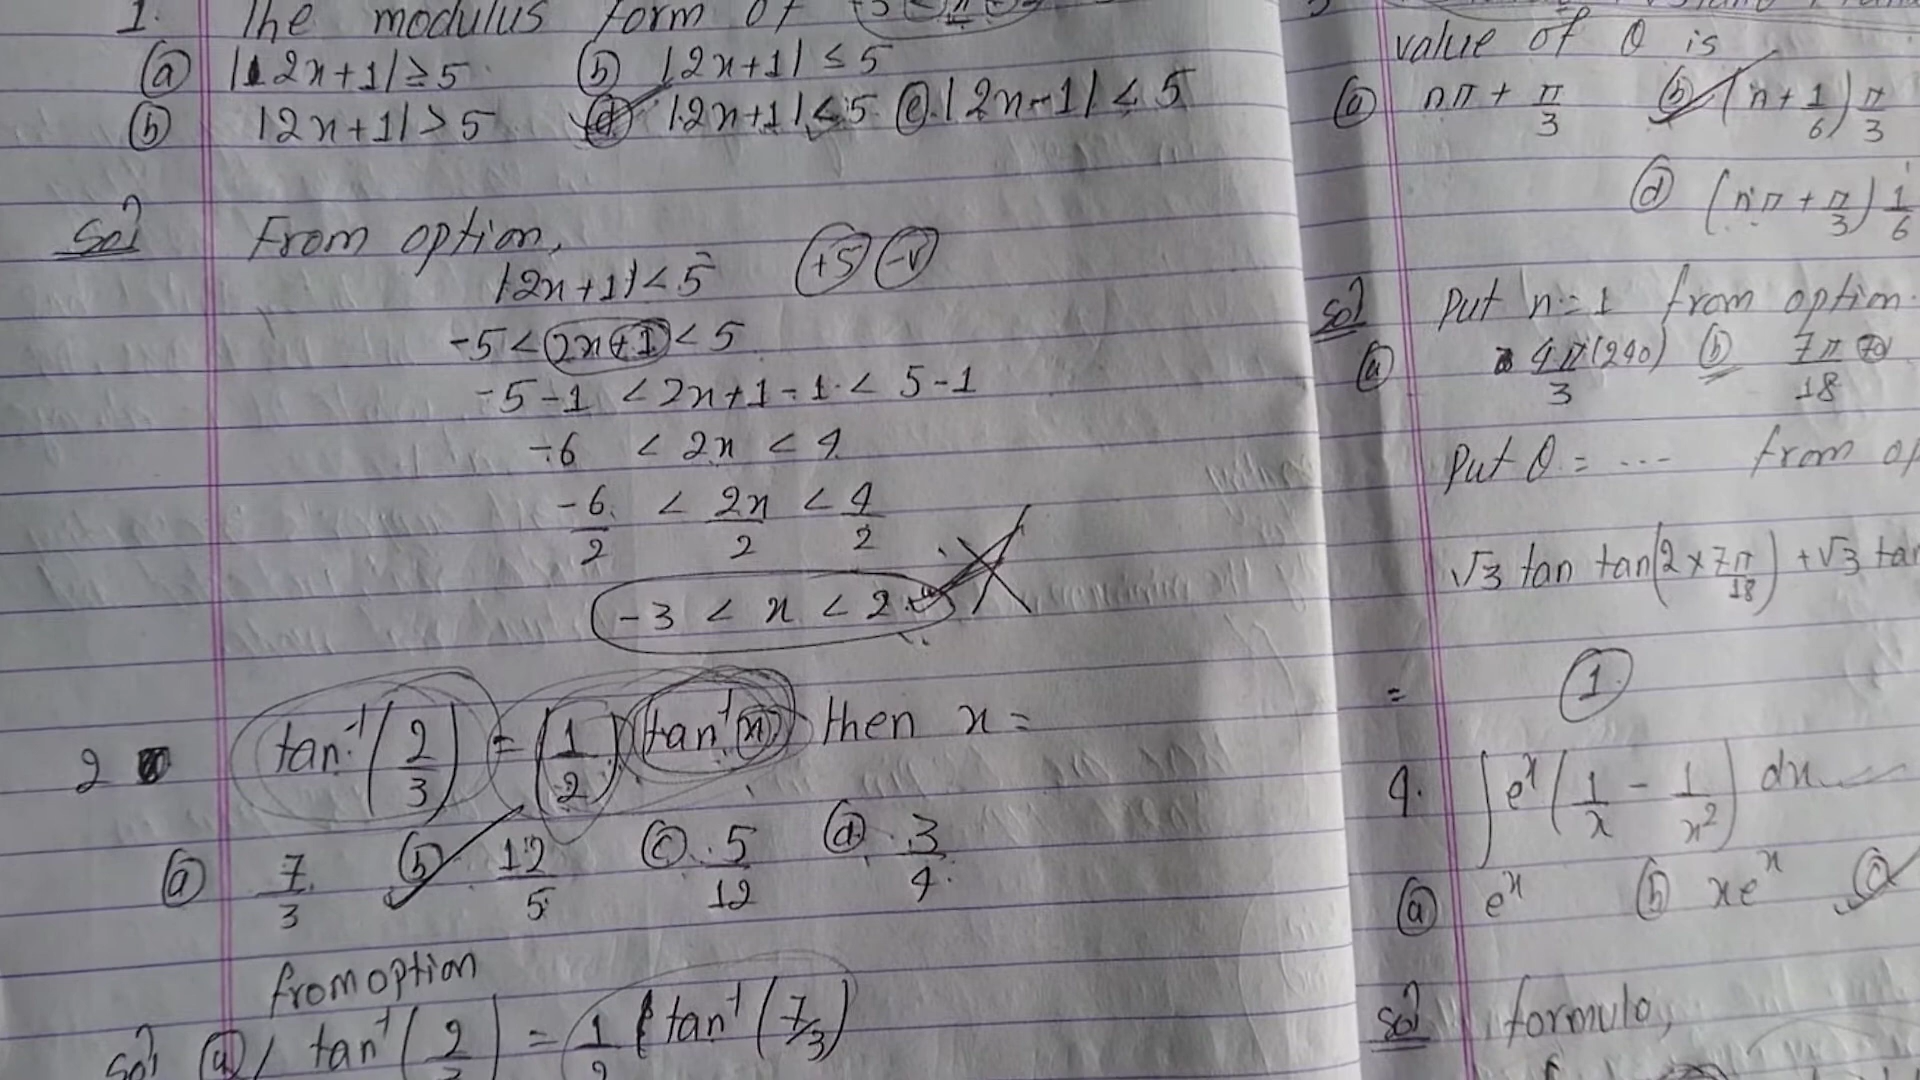 1. The modulus form of
(a) |2x+1| ≥ 5 (b) |2x+1| ≤ 5
(b) |2x+1| > 5 (d) |2x+1| < 5 (e) |2x-1| < 5
Sol From option,
|2x+1| < 5 +5 -5
-5 < 2x+1 < 5
-5-1 < 2x+1-1 < 5-1
-6 < 2x < 4
-6/2 < 2x/2 < 4/2
-3 < x < 2
2 tan⁻¹(2/3) = (1/2) tan⁻¹(x) then x =
(a) 7/3 (b) 12/5 (c) 5/12 (d) 3/4
from option
Sol (a) tan⁻¹(2/3) = 1/2 (tan⁻¹(7/3)
value of θ is
(a) nπ + π/3 (b) (n + 1/6) π/3
(d) (nπ + π/3) 1/6
Sol Put n = 1 from option
(a) 4π/3 (240) (b) 7π/18 70
Put θ = ... from
√3 tan tan(2×7π/18) + √3
= 1
4. ∫ eˣ (1/x - 1/x²) dx
(a) eˣ (b) xeˣ (c)
Sol formulo,